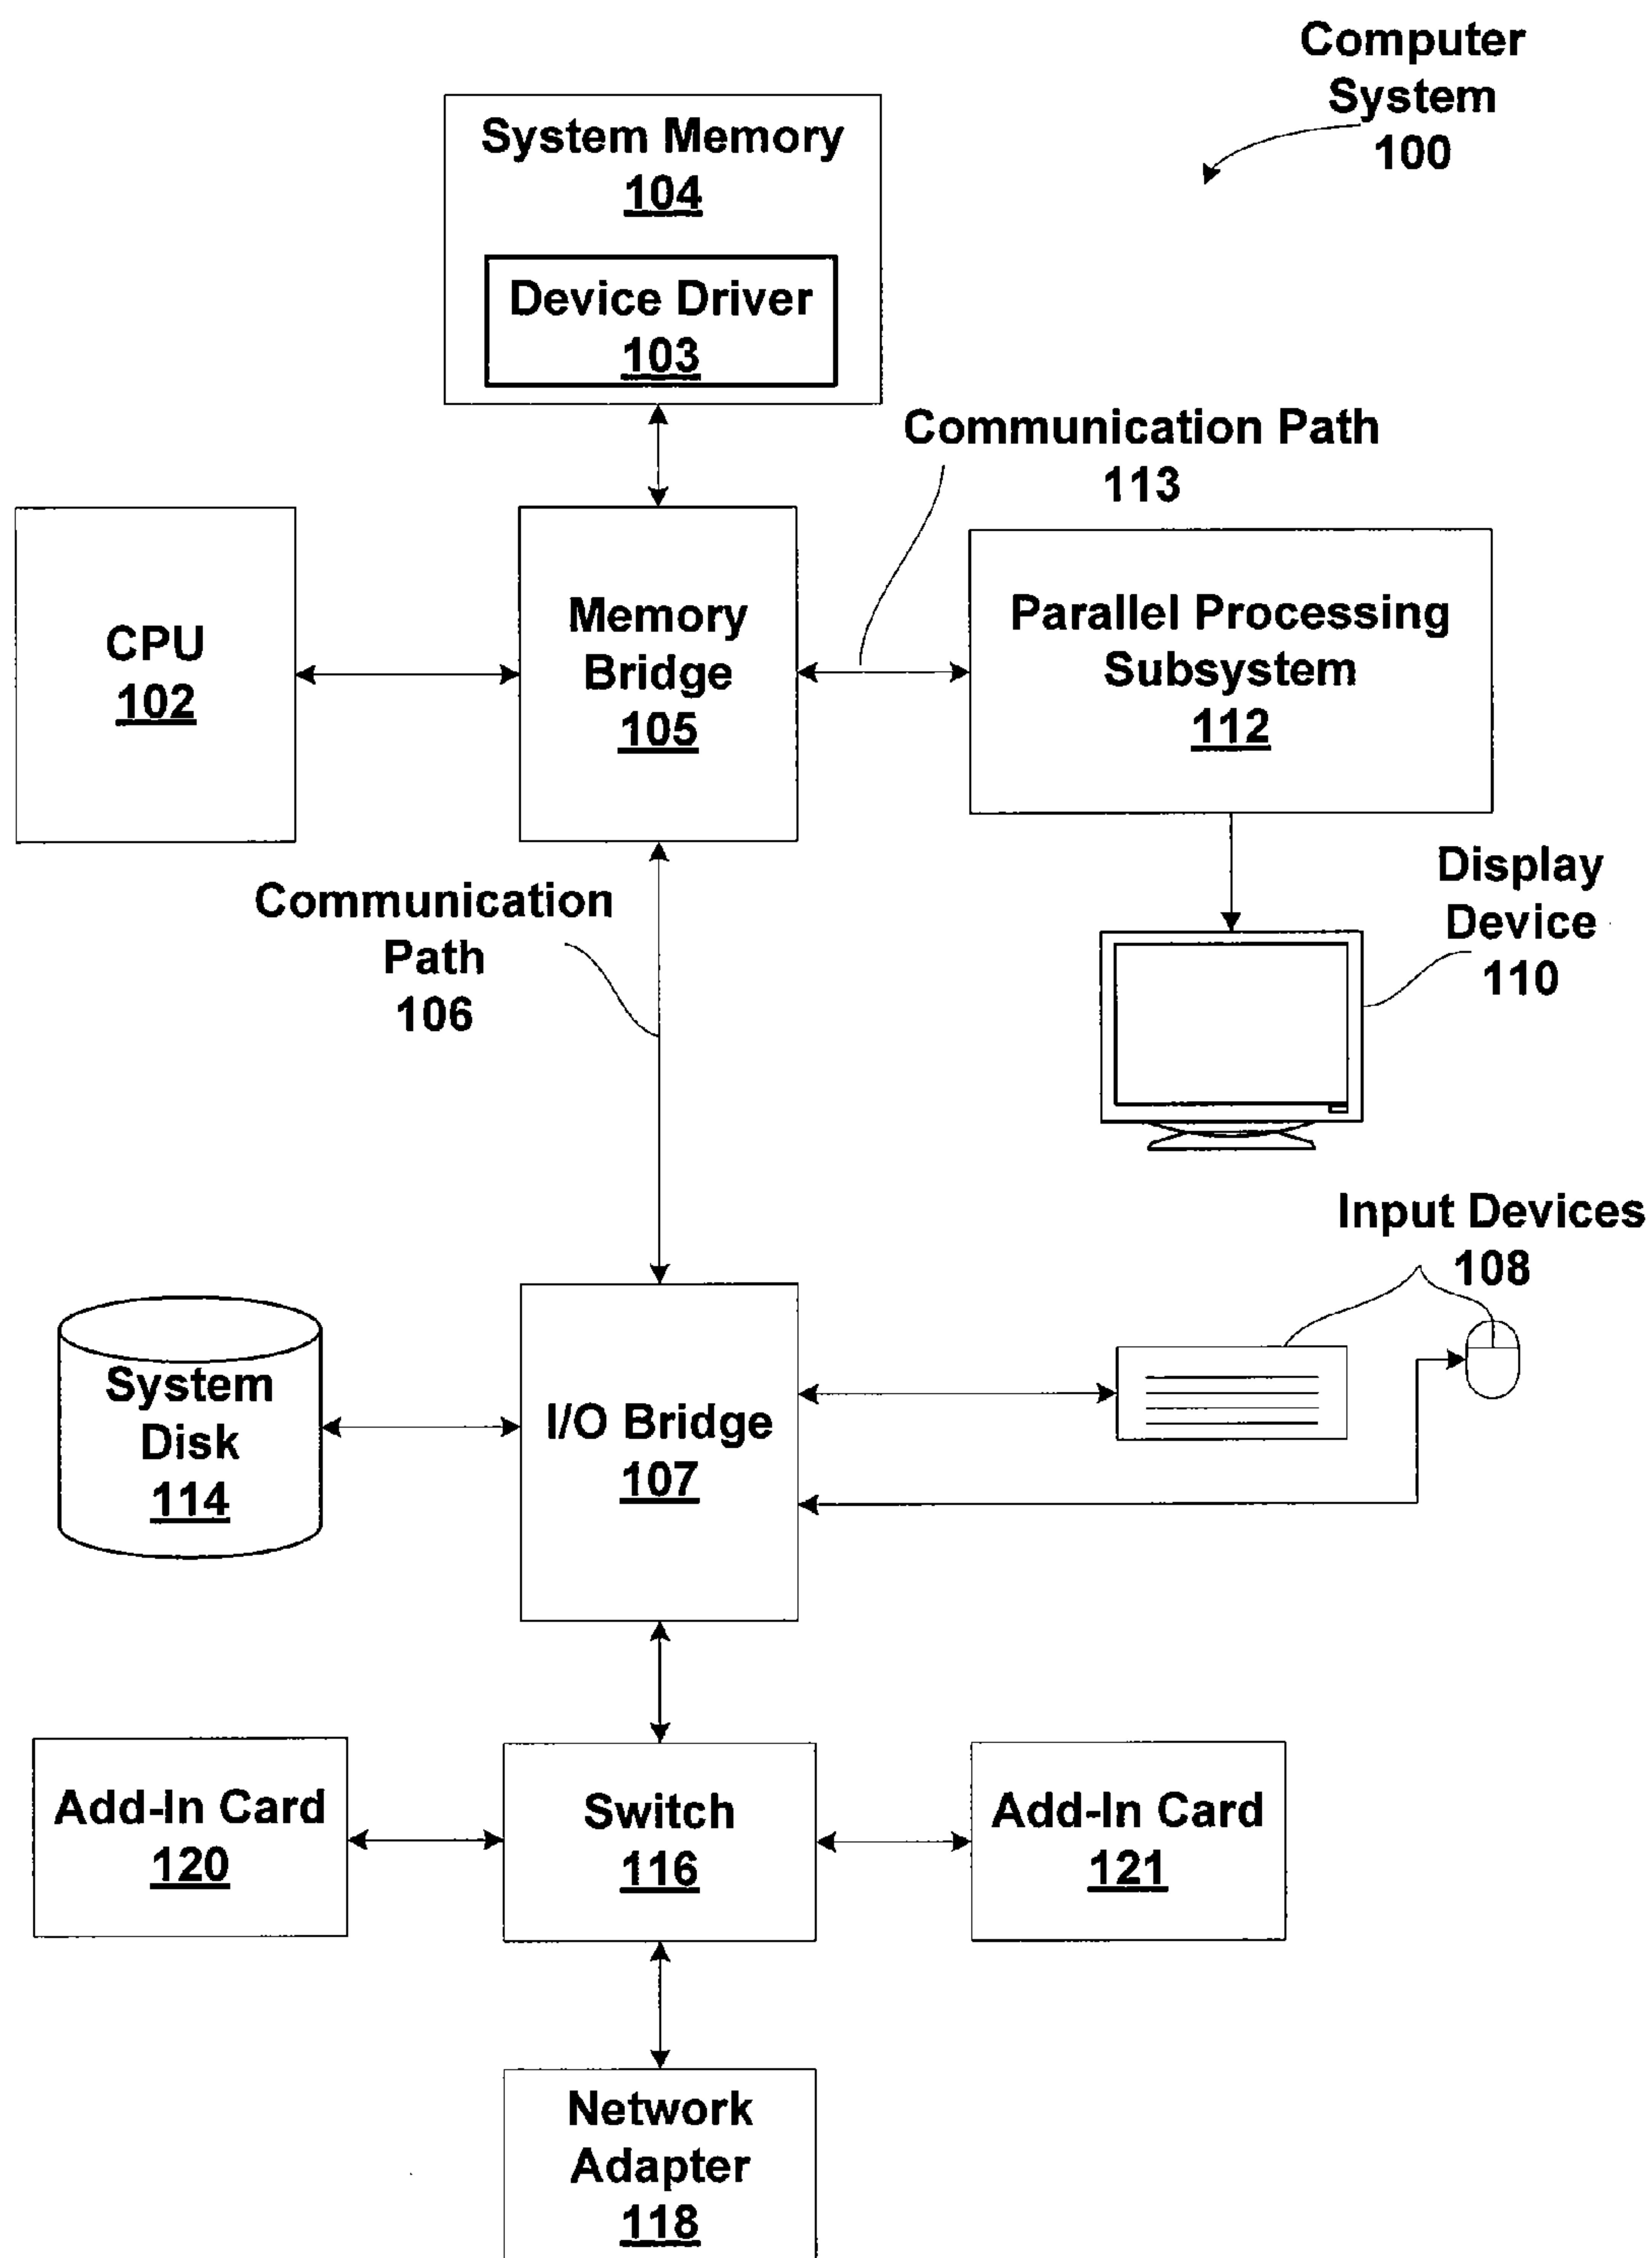 Computer
System
100
System Memory
104
Device Driver
103
Communication Path
113
CPU
102
Memory
Bridge
105
Parallel Processing
Subsystem
112
Communication
Path
106
Display
Device
110
Input Devices
108
System
Disk
114
I/O Bridge
107
Add-In Card
120
Switch
116
Add-In Card
121
Network
Adapter
118